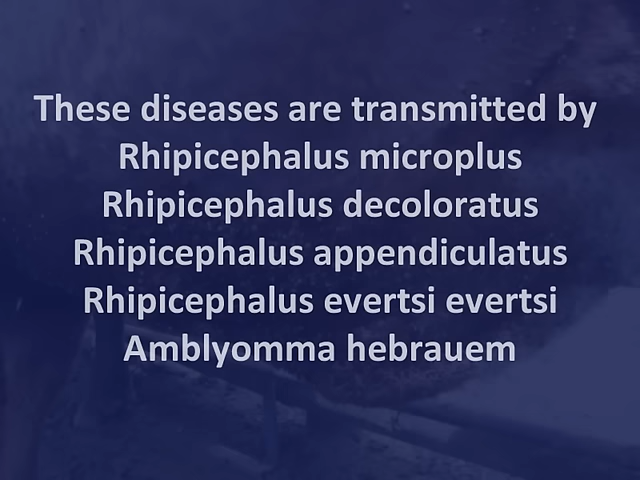 These diseases are transmitted by
Rhipicephalus microplus
Rhipicephalus decoloratus
Rhipicephalus appendiculatus
Rhipicephalus evertsi evertsi
Amblyomma hebrauem